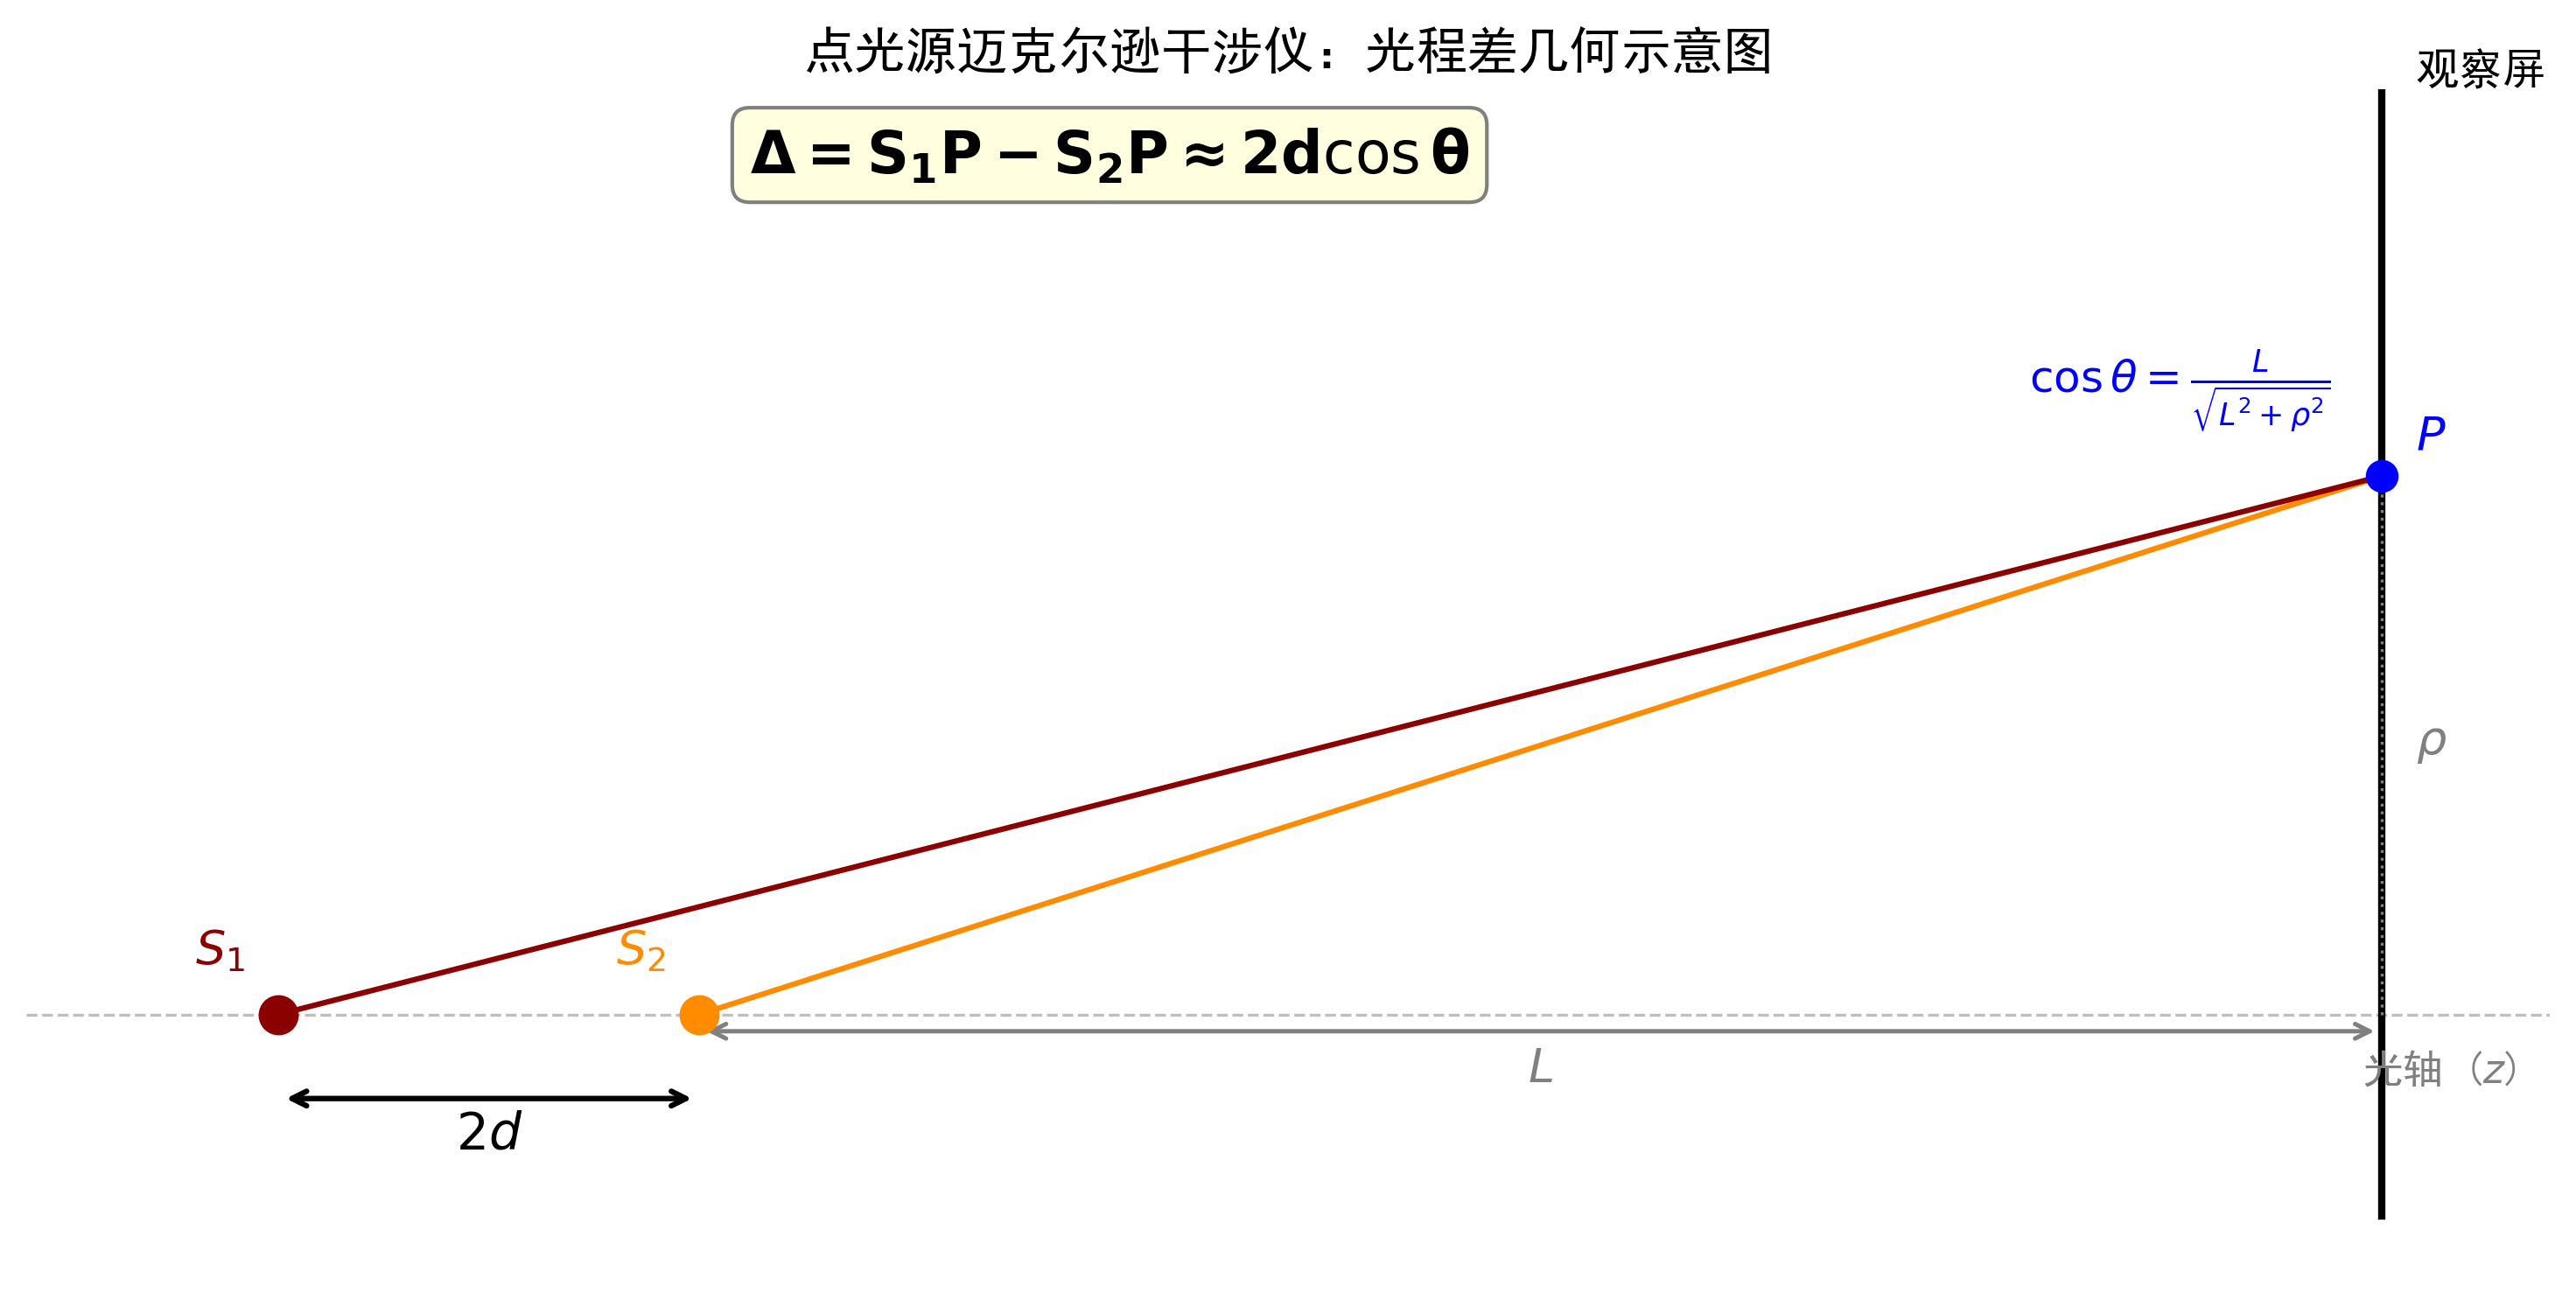 点光源迈克尔逊干涉仪：光程差几何示意图
观察屏
Δ = S₁P − S₂P ≈ 2dcos θ
cos θ = L / √(L² + ρ²)
P
ρ
S₁
S₂
L
光轴（z）
2d